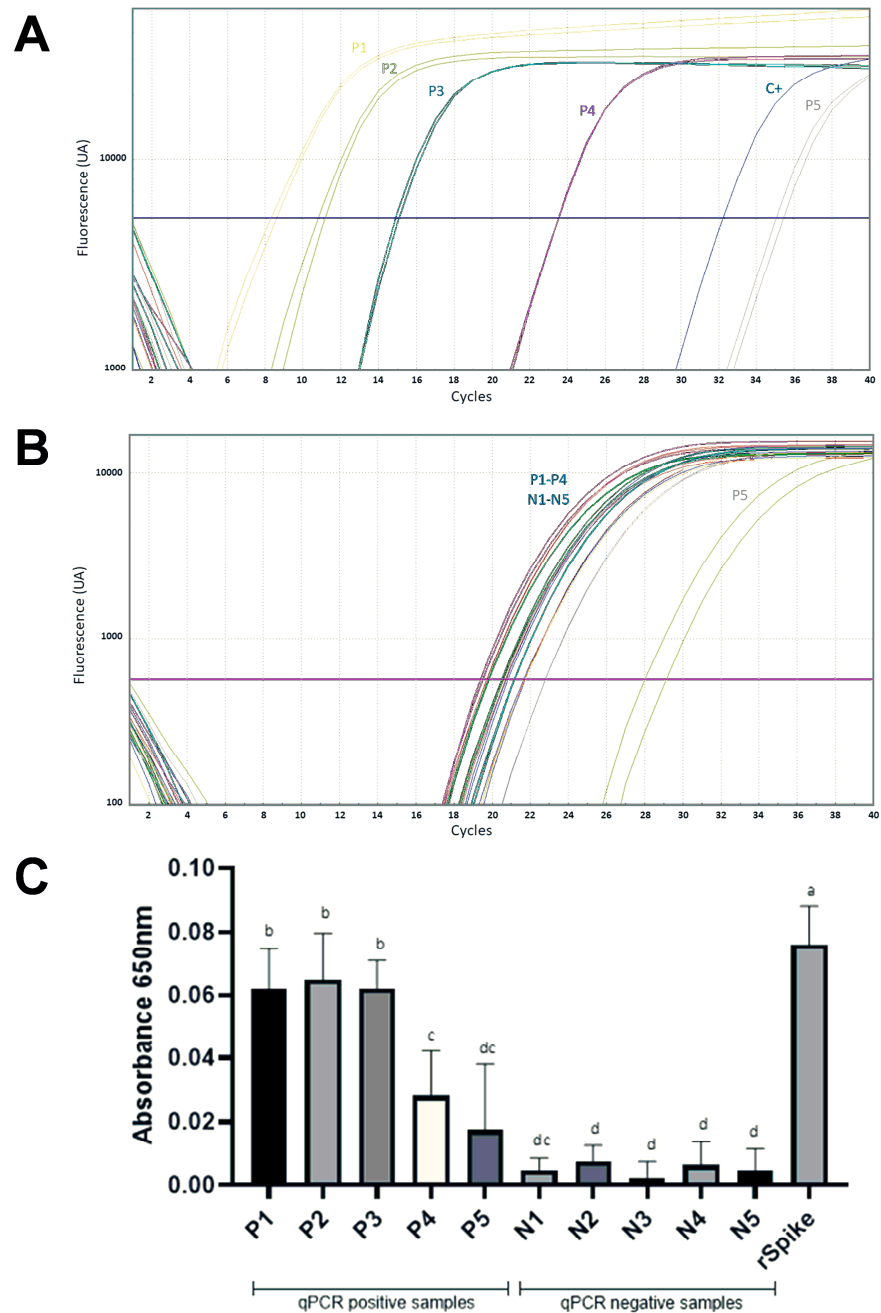 A
P1
P2
P3
P4
C+
P5
10000
1000
Fluorescence (UA)
2 4 6 8 10 12 14 16 18 20 22 24 26 28 30 32 34 36 38 40
Cycles
B
P1-P4
N1-N5
P5
10000
1000
100
Fluorescence (UA)
2 4 6 8 10 12 14 16 18 20 22 24 26 28 30 32 34 36 38 40
Cycles
C
Absorbance 650nm
0.10
0.08
0.06
0.04
0.02
0.00
b b b c dc dc d d d d a
P1 P2 P3 P4 P5 N1 N2 N3 N4 N5 rSpike
qPCR positive samples qPCR negative samples